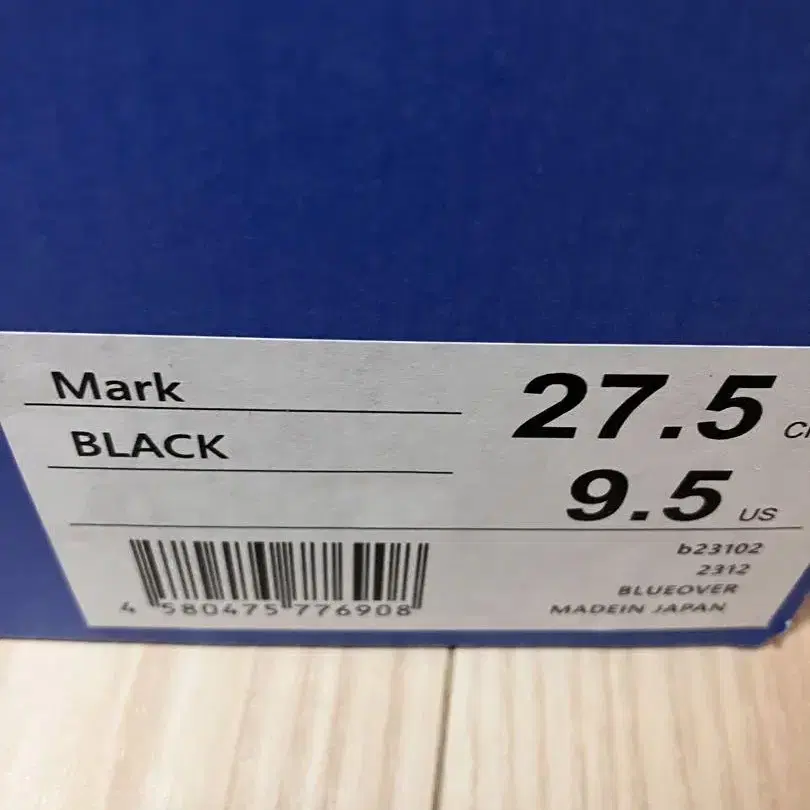 Mark
BLACK
27.5
9.5 US
b23102
2312
BLUEOVER
MADEIN JAPAN
4 580475 776908